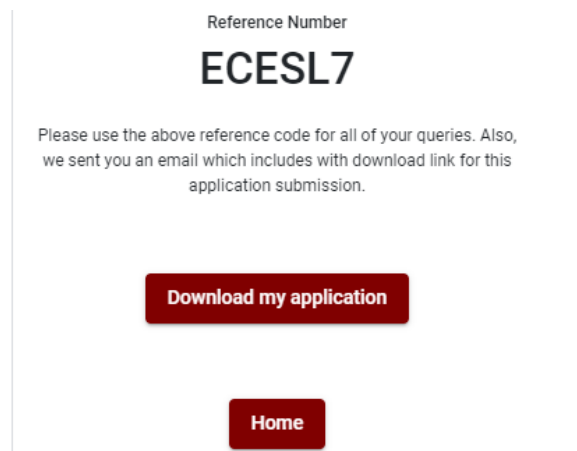 Reference Number
ECESL7
Please use the above reference code for all of your queries. Also,
we sent you an email which includes with download link for this
application submission.
Download my application
Home